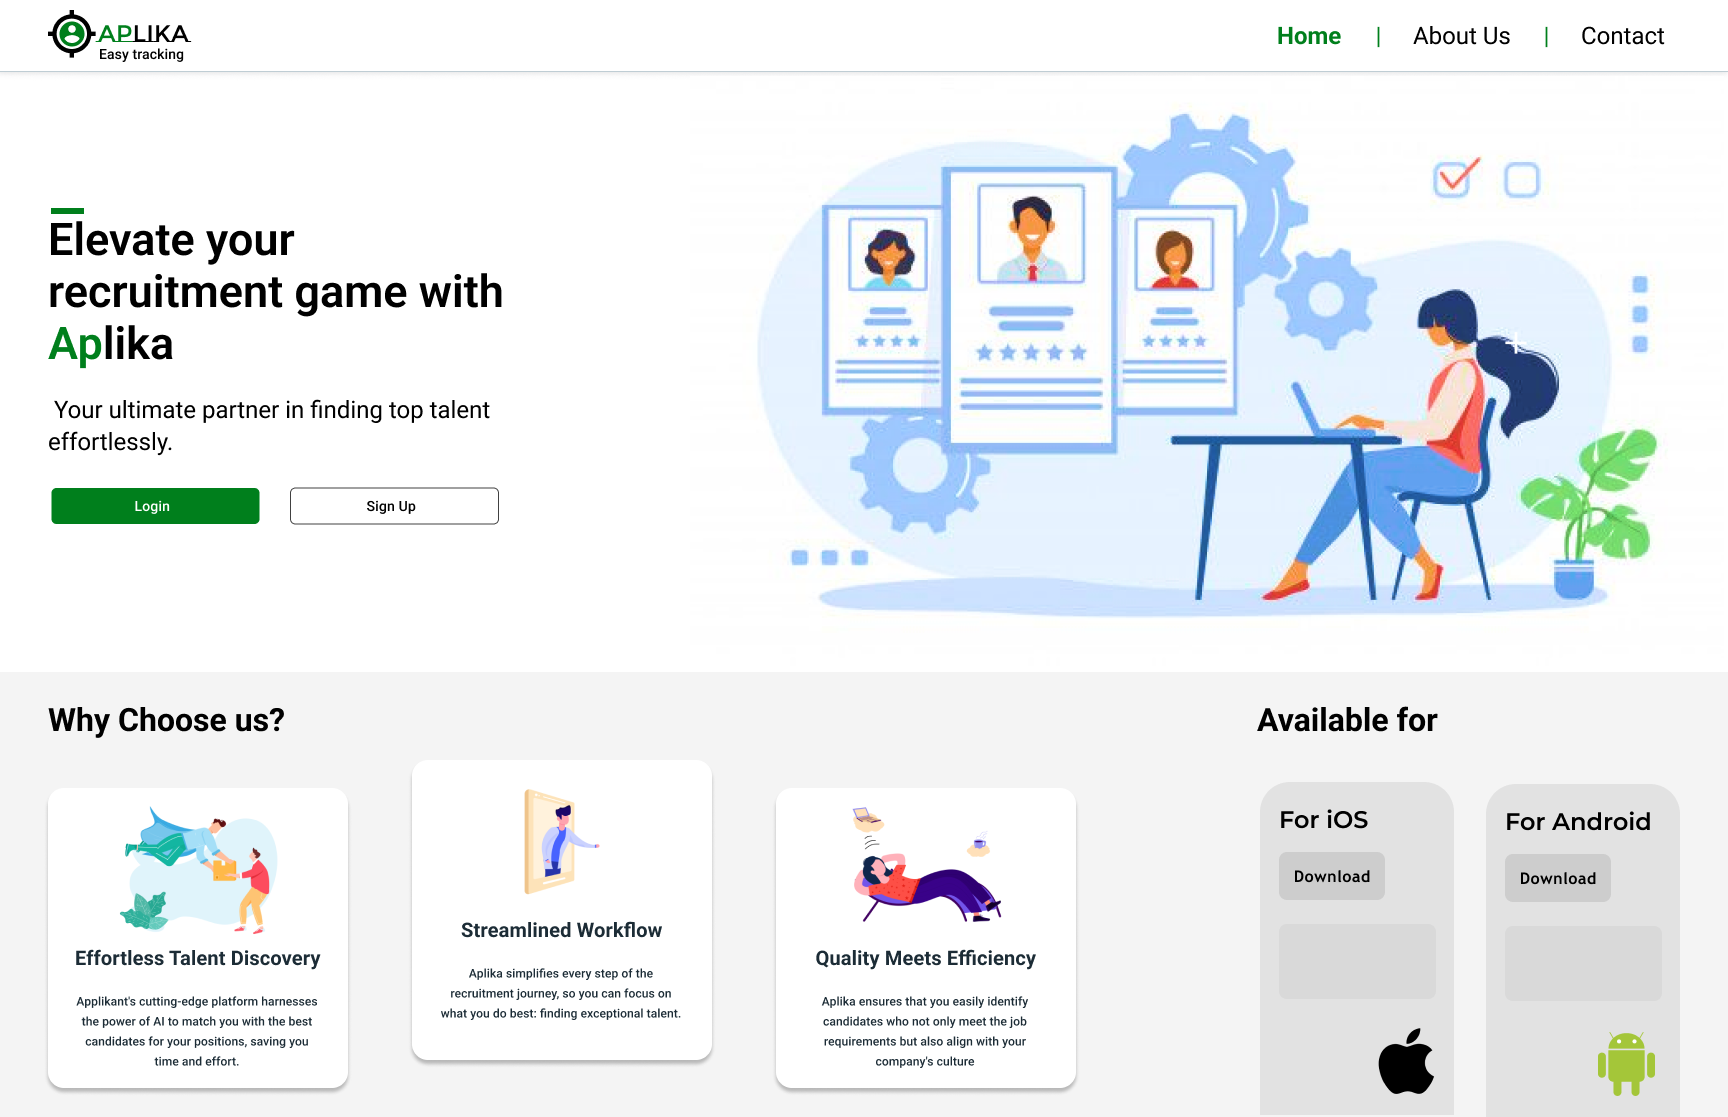 APLIKA
Easy tracking
Home | About Us | Contact
Elevate your
recruitment game with
Aplika
Your ultimate partner in finding top talent
effortlessly.
Login
Sign Up
Why Choose us?
Effortless Talent Discovery
Applikant's cutting-edge platform harnesses
the power of AI to match you with the best
candidates for your positions, saving you
time and effort.
Streamlined Workflow
Aplika simplifies every step of the
recruitment journey, so you can focus on
what you do best: finding exceptional talent.
Quality Meets Efficiency
Aplika ensures that you easily identify
candidates who not only meet the job
requirements but also align with your
company's culture
Available for
For iOS
Download
For Android
Download